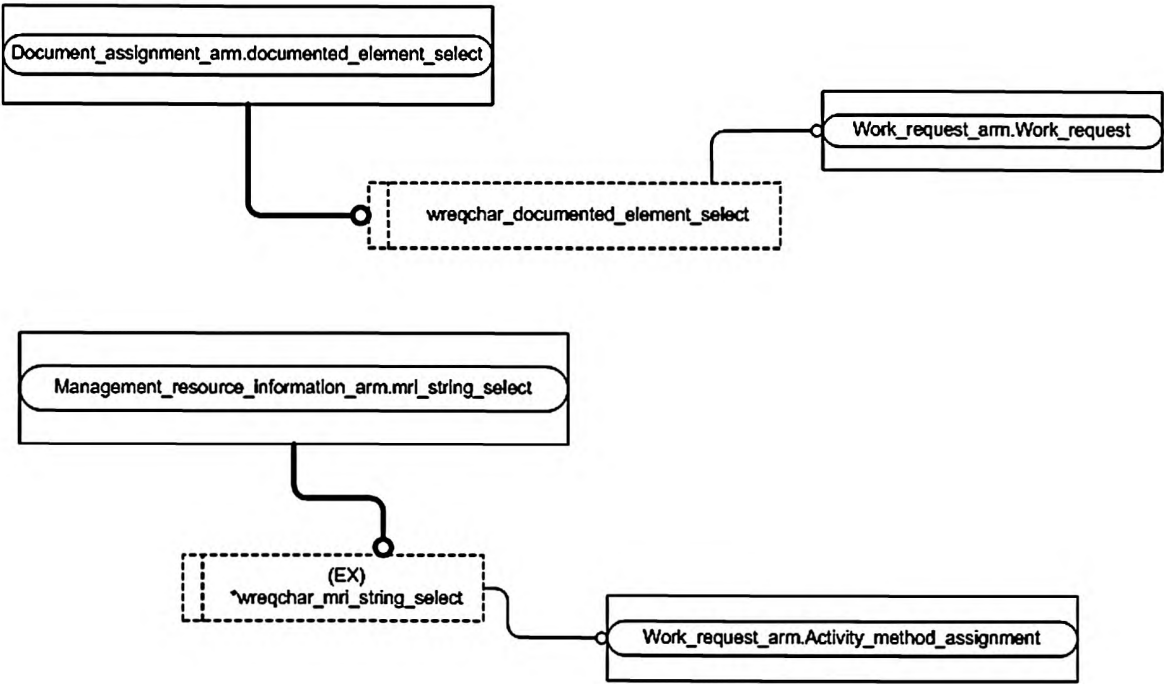 Document_assignment_arm.documented_element_select
Work_request_arm.Work_request
wreqchar_documented_element_select
Management_resource_information_arm.mri_string_select
(EX)
*wreqchar_mri_string_select
Work_request_arm.Activity_method_assignment